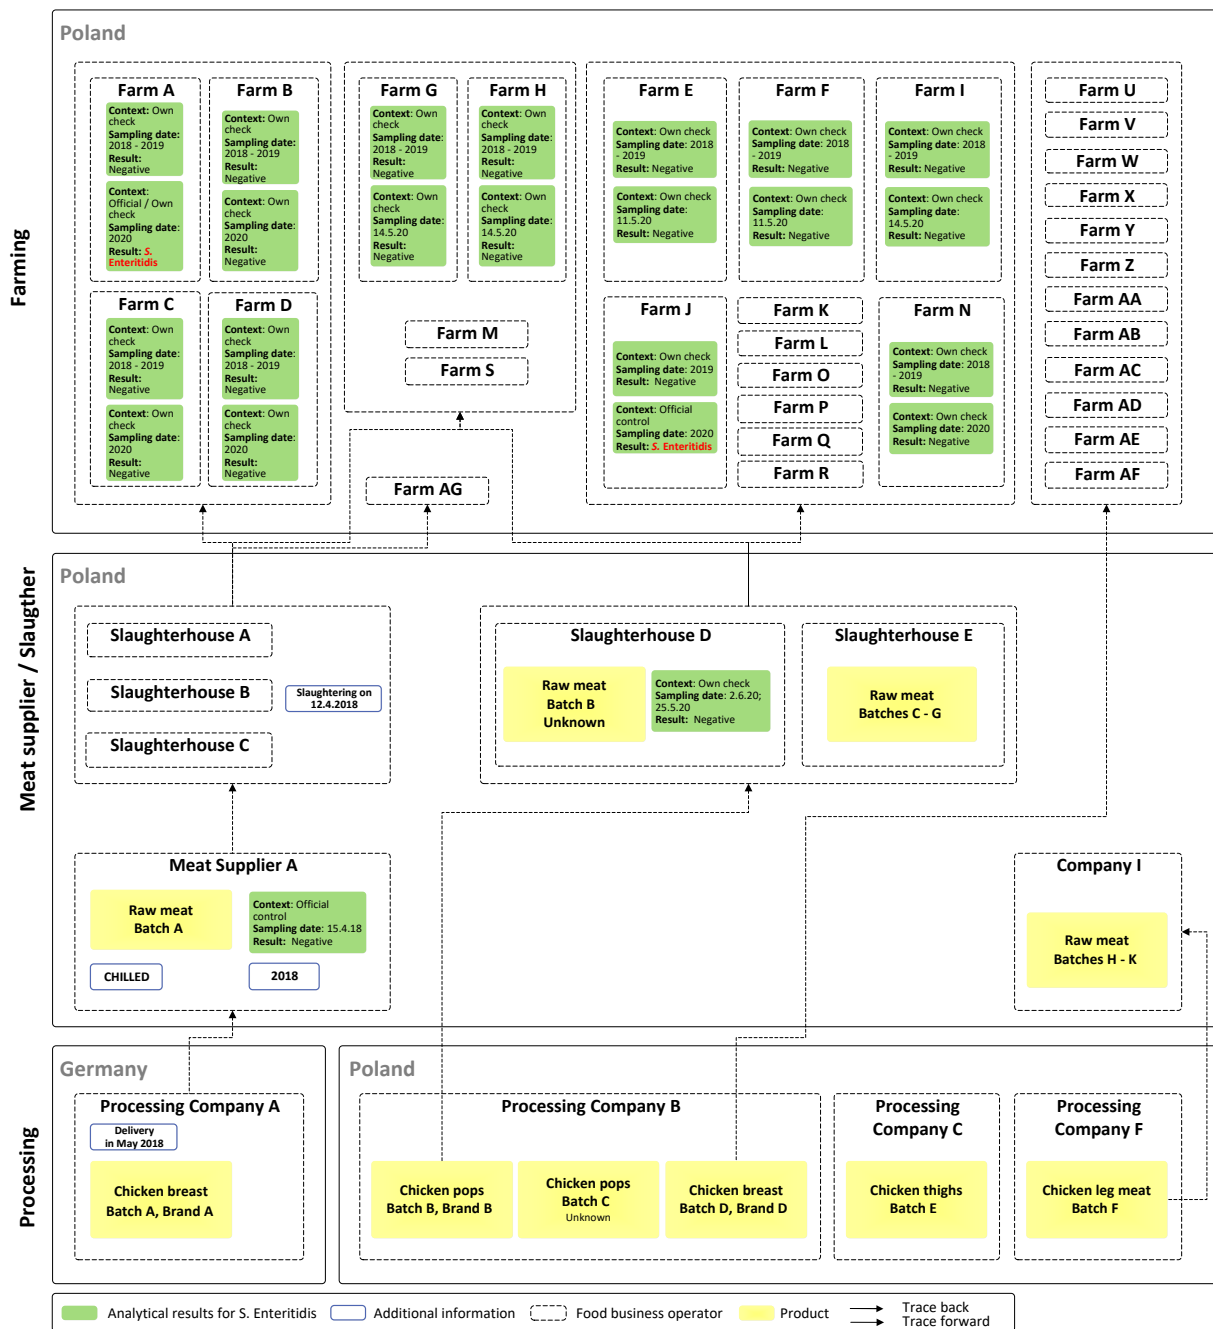 Farming
Poland
Farm A
Context: Own
check
Sampling date:
2018 - 2019
Result:
Negative
Context:
Official / Own
check
Sampling date:
2020
Result: S.
Enteritidis
Farm B
Context: Own
check
Sampling date:
2018 - 2019
Result:
Negative
Context: Own
check
Sampling date:
2020
Result:
Negative
Farm C
Context: Own
check
Sampling date:
2018 - 2019
Result:
Negative
Context: Own
check
Sampling date:
2020
Result:
Negative
Farm D
Context: Own
check
Sampling date:
2018 - 2019
Result:
Negative
Context: Own
check
Sampling date:
2020
Result:
Negative
Farm G
Context: Own
check
Sampling date:
2018 - 2019
Result:
Negative
Context: Own
check
Sampling date:
14.5.20
Result:
Negative
Farm H
Context: Own
check
Sampling date:
2018 - 2019
Result:
Negative
Context: Own
check
Sampling date:
14.5.20
Result:
Negative
Farm M
Farm S
Farm AG
Farm E
Context: Own check
Sampling date: 2018
- 2019
Result: Negative
Context: Own check
Sampling date:
11.5.20
Result: Negative
Farm F
Context: Own check
Sampling date: 2018
- 2019
Result: Negative
Context: Own check
Sampling date:
11.5.20
Result: Negative
Farm I
Context: Own check
Sampling date: 2018
- 2019
Result: Negative
Context: Own check
Sampling date:
14.5.20
Result: Negative
Farm J
Context: Own check
Sampling date: 2019
Result: Negative
Context: Official
control
Sampling date: 2020
Result: S. Enteritidis
Farm K
Farm L
Farm O
Farm P
Farm Q
Farm R
Farm N
Context: Own check
Sampling date: 2018
- 2019
Result: Negative
Context: Own check
Sampling date: 2020
Result: Negative
Farm U
Farm V
Farm W
Farm X
Farm Y
Farm Z
Farm AA
Farm AB
Farm AC
Farm AD
Farm AE
Farm AF
Meat supplier / Slaugther
Poland
Slaughterhouse A
Slaughterhouse B
Slaughterhouse C
Slaughtering on
12.4.2018
Slaughterhouse D
Raw meat
Batch B
Unknown
Context: Own check
Sampling date: 2.6.20;
25.5.20
Result: Negative
Slaughterhouse E
Raw meat
Batches C - G
Meat Supplier A
Raw meat
Batch A
Context: Official
control
Sampling date: 15.4.18
Result: Negative
CHILLED
2018
Company I
Raw meat
Batches H - K
Processing
Germany
Processing Company A
Delivery
in May 2018
Chicken breast
Batch A, Brand A
Poland
Processing Company B
Chicken pops
Batch B, Brand B
Chicken pops
Batch C
Unknown
Chicken breast
Batch D, Brand D
Processing
Company C
Chicken thighs
Batch E
Processing
Company F
Chicken leg meat
Batch F
Analytical results for S. Enteritidis
Additional information
Food business operator
Product
Trace back
Trace forward